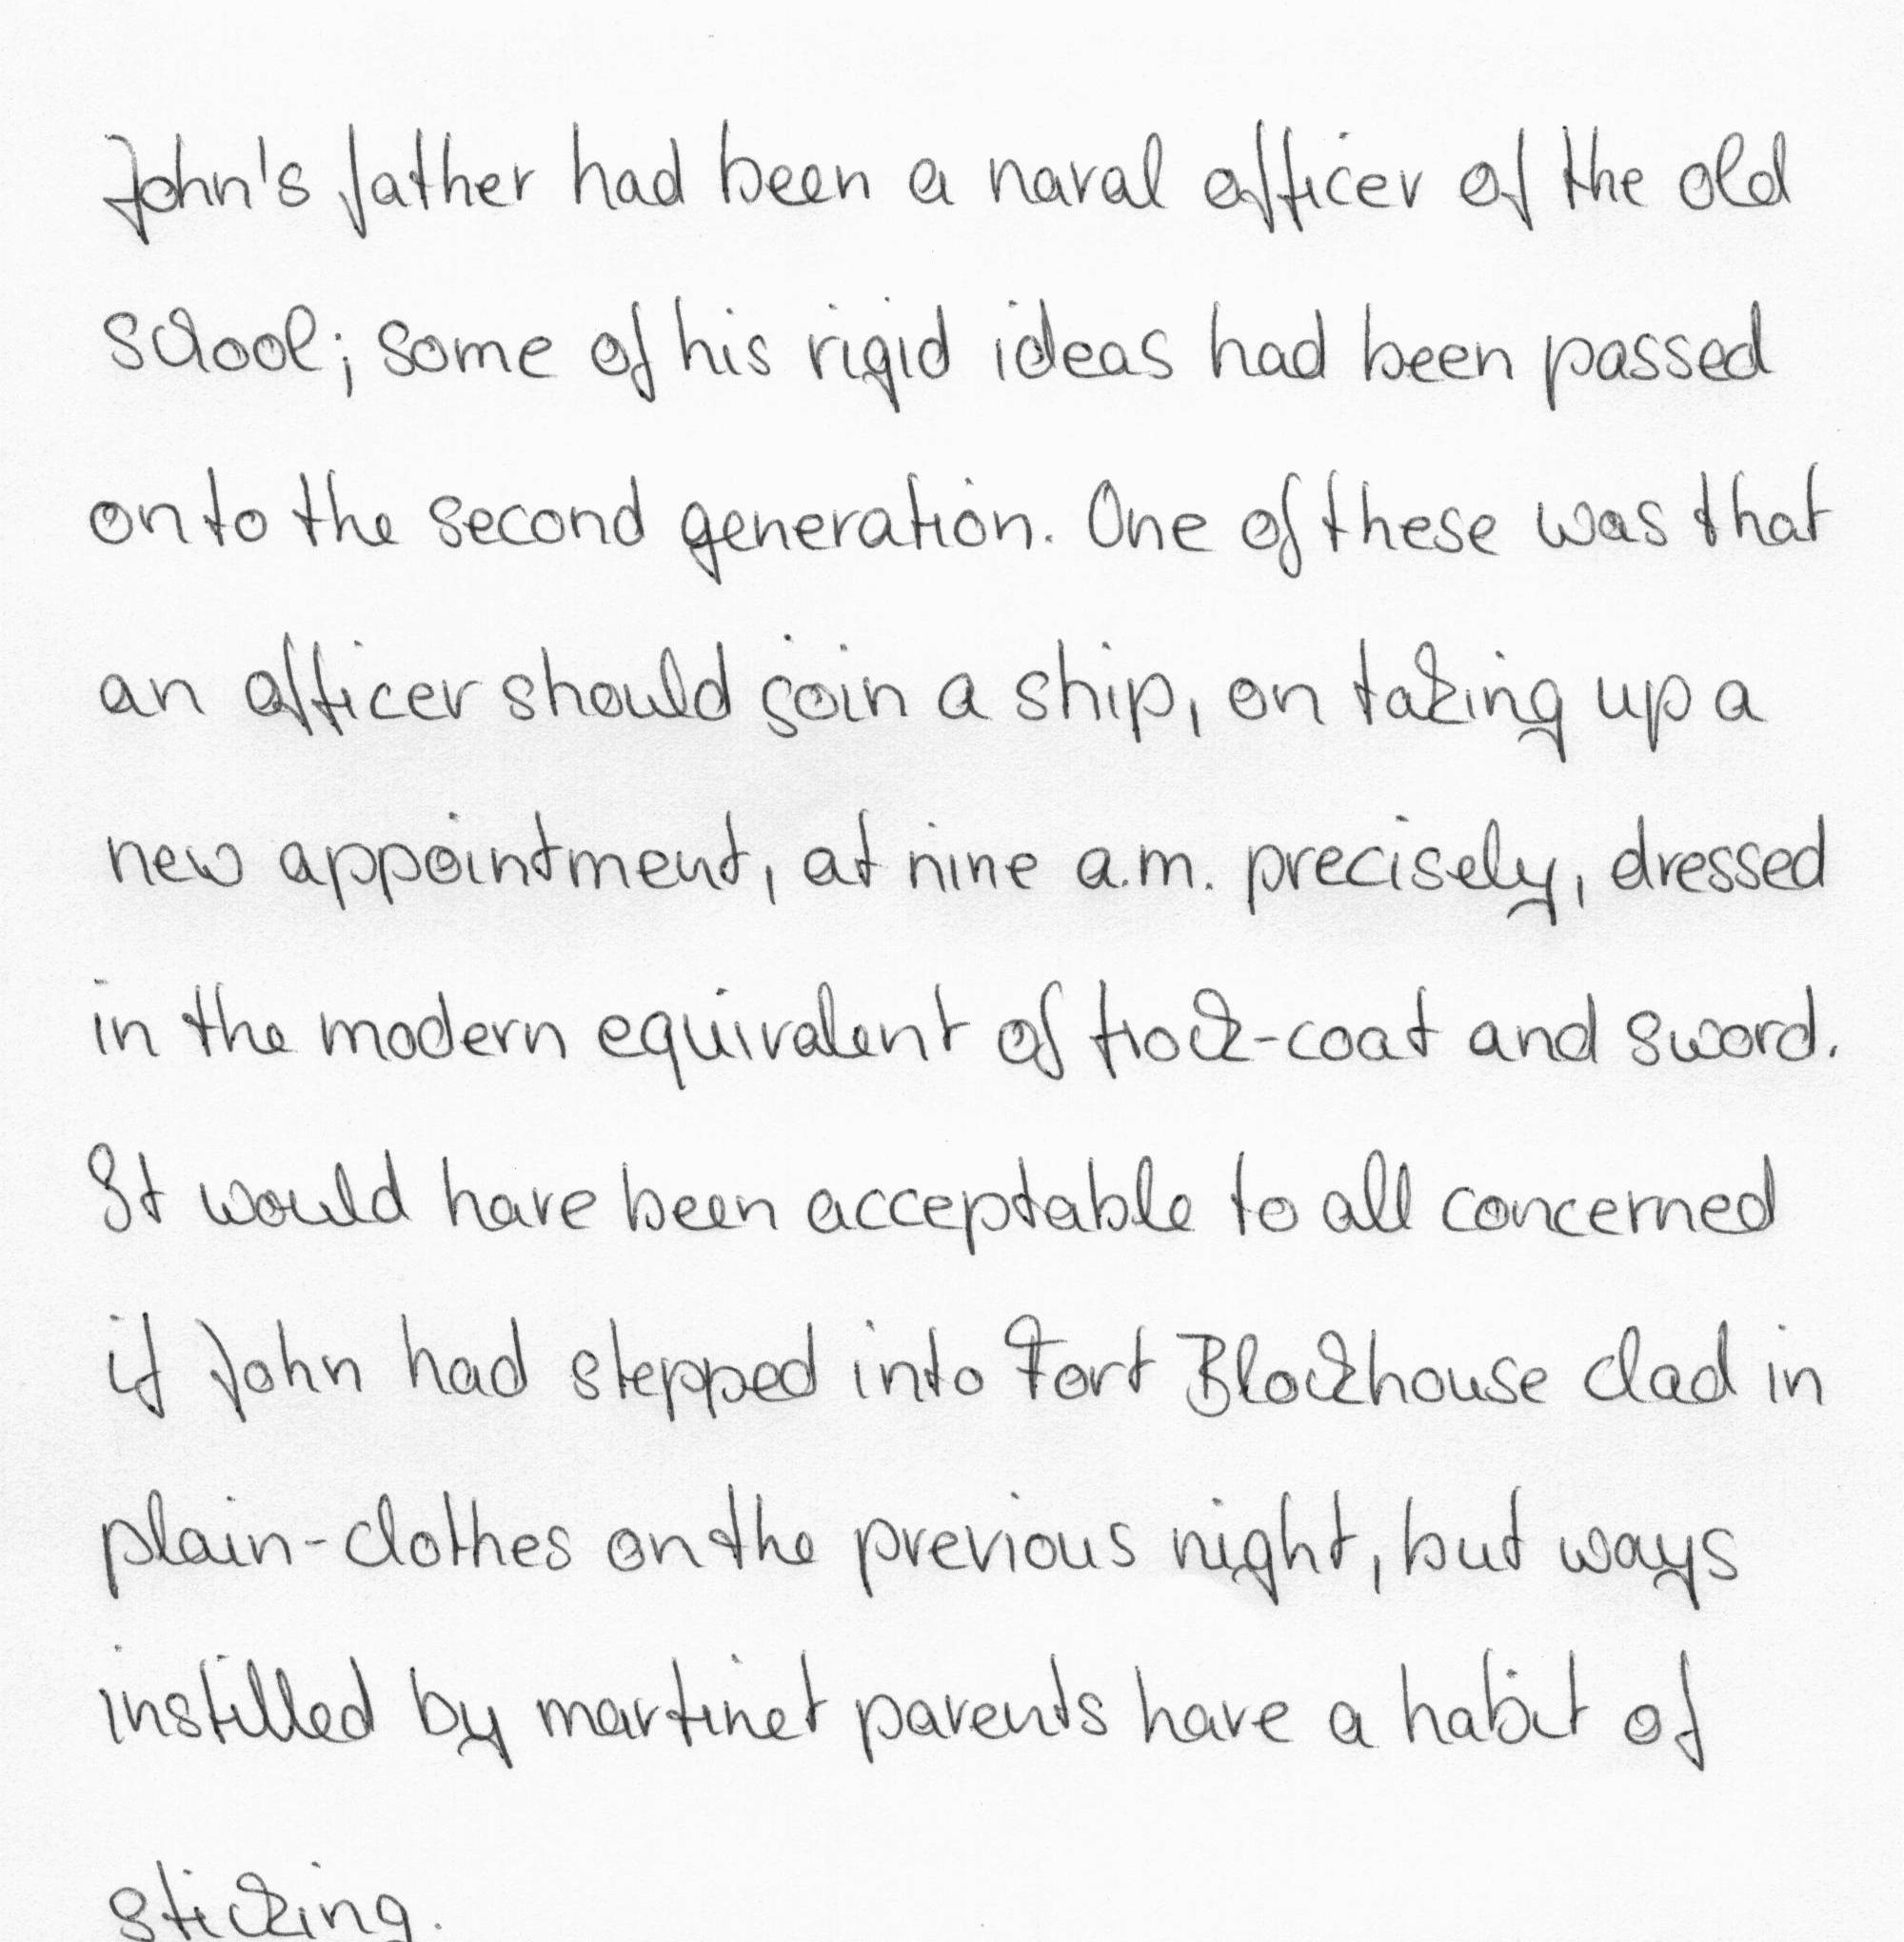 John's father had been a naval officer of the old
school; some of his rigid ideas had been passed
on to the second generation. One of these was that
an officer should join a ship, on taking up a
new appointment, at nine a.m. precisely, dressed
in the modern equivalent of frock-coat and sword.
It would have been acceptable to all concerned
if John had stepped into Fort Blockhouse clad in
plain-clothes on the previous night, but ways
instilled by martinet parents have a habit of
sticking.